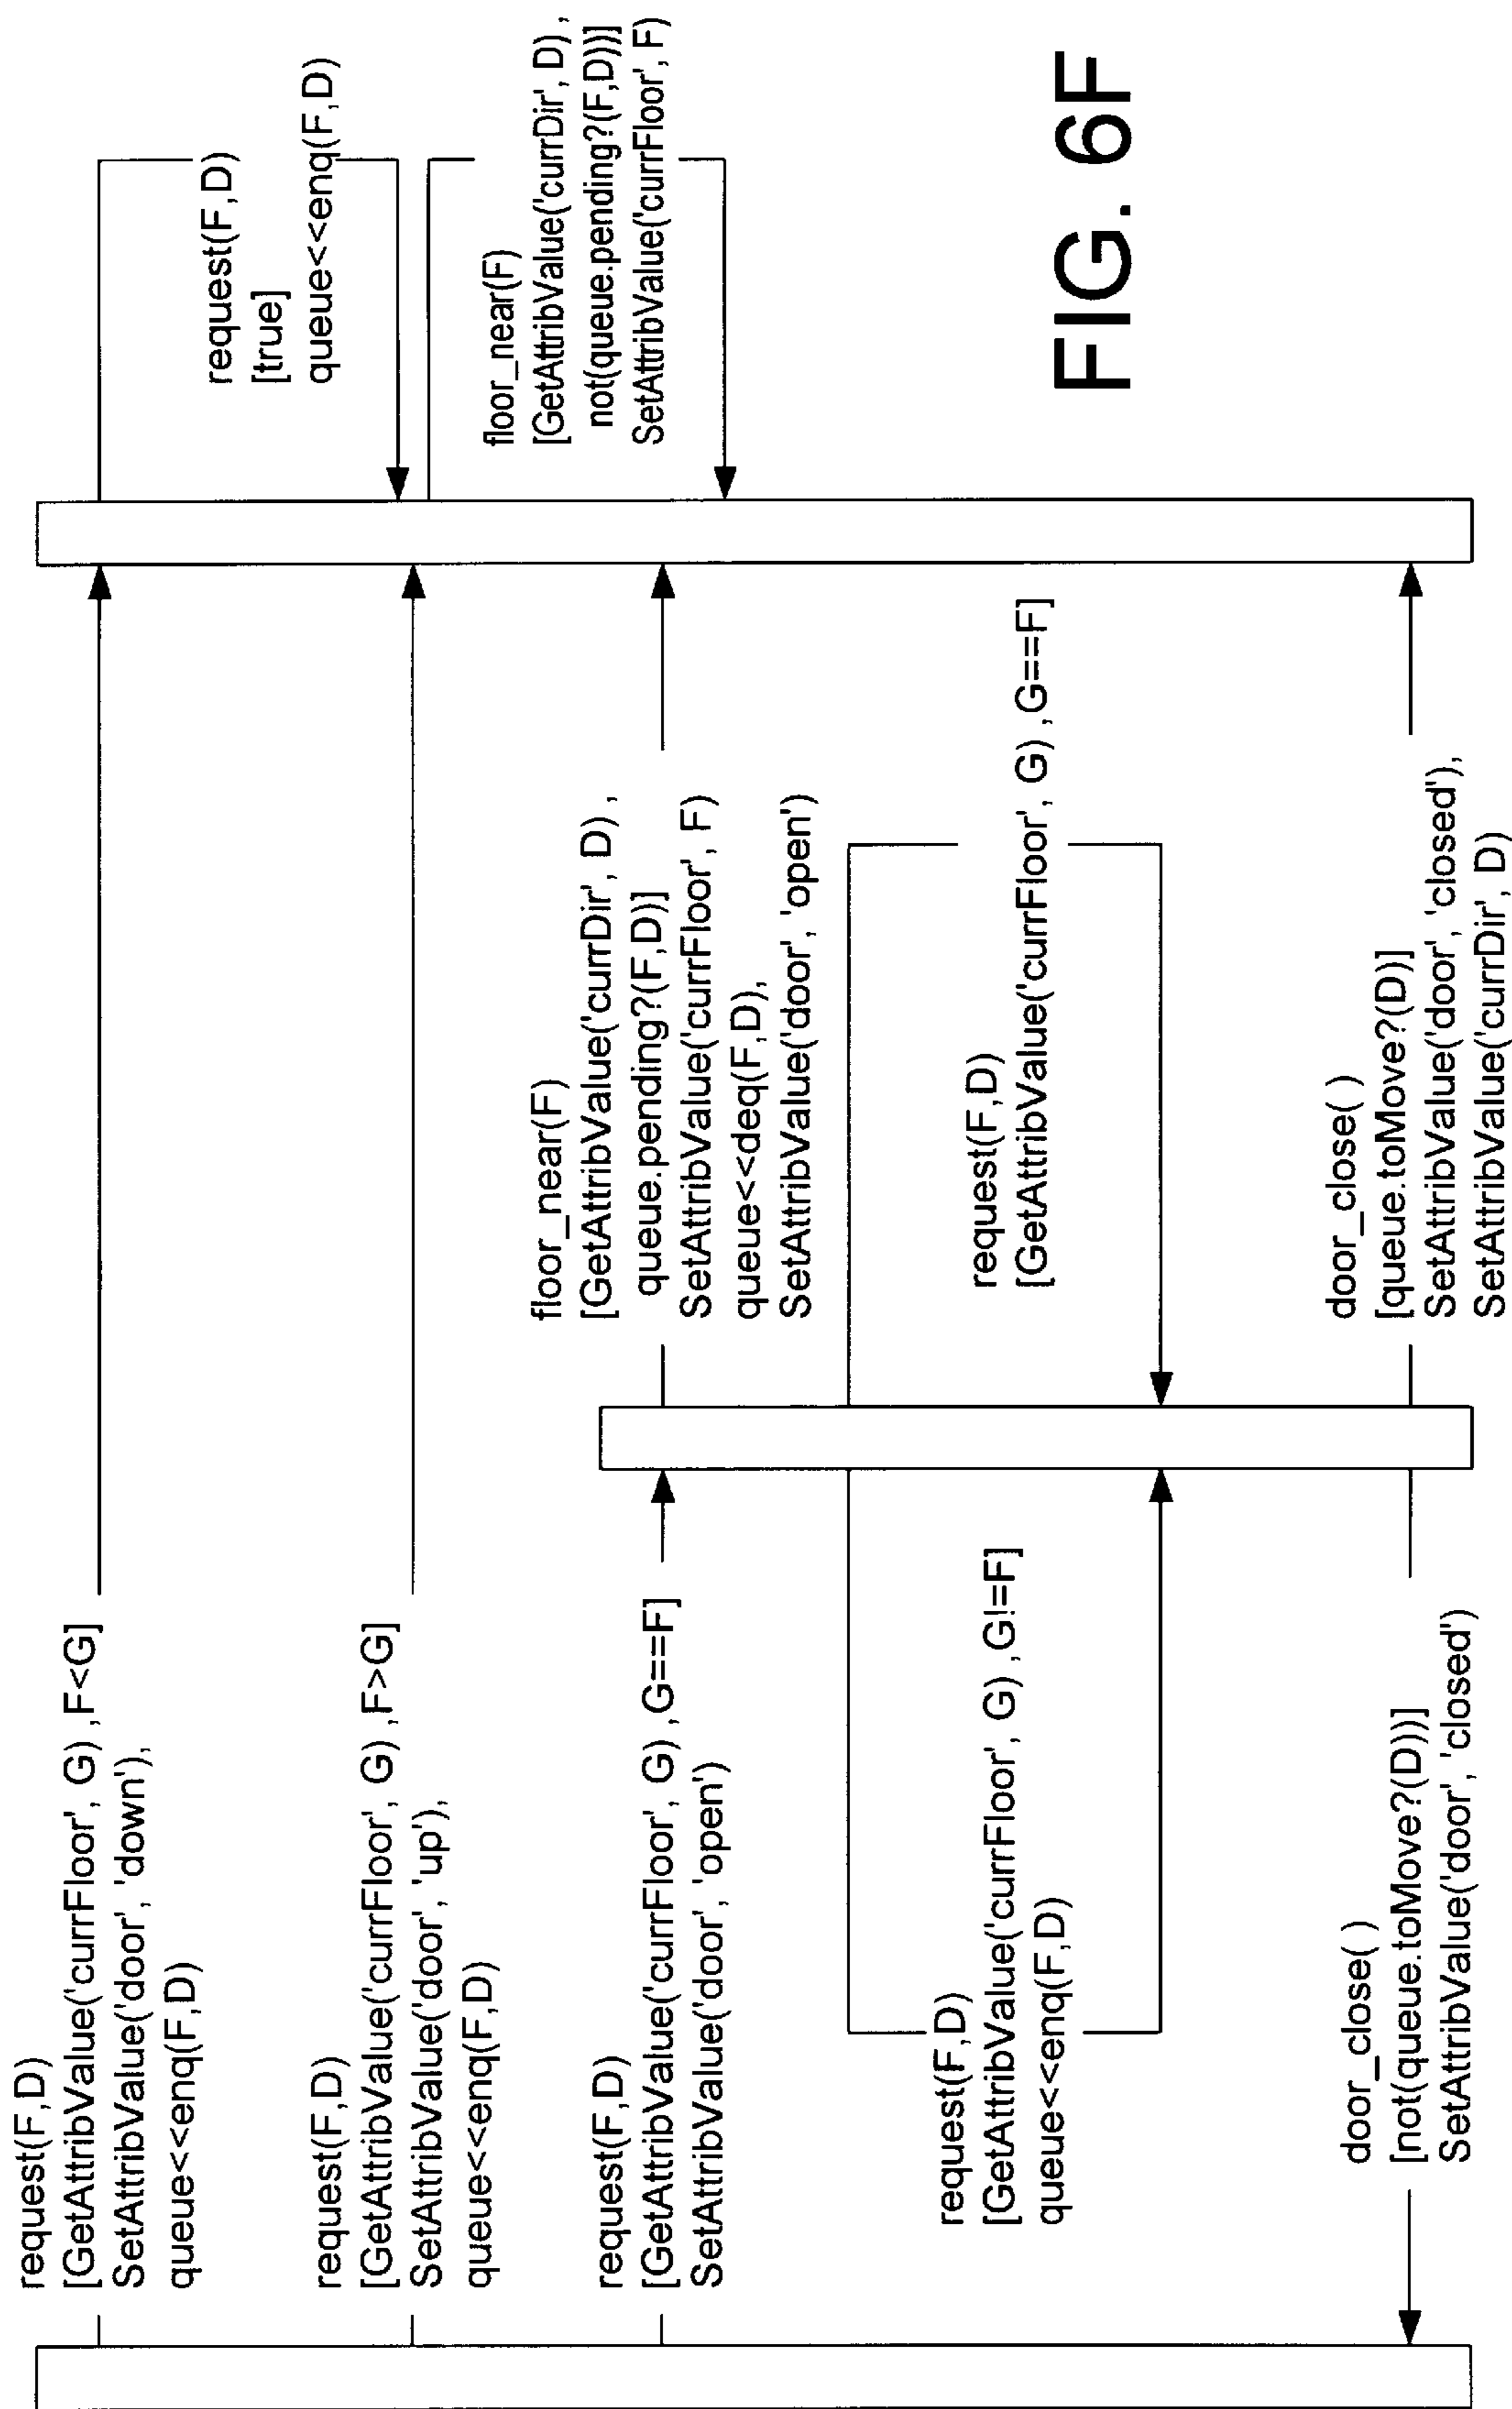 request(F,D)
[GetAttribValue('currFloor', G) ,F<G]
SetAttribValue('door', 'down'),
queue<<enq(F,D)
request(F,D)
[GetAttribValue('currFloor', G) ,F>G]
SetAttribValue('door', 'up'),
queue<<enq(F,D)
request(F,D)
[GetAttribValue('currFloor', G) ,G==F]
SetAttribValue('door', 'open')
request(F,D)
[GetAttribValue('currFloor', G) ,G!=F]
queue<<enq(F,D)
door_close( )
[not(queue.toMove?(D))]
SetAttribValue('door', 'closed')
floor_near(F)
[GetAttribValue('currDir', D) ,
queue.pending?(F,D))]
SetAttribValue('currFloor', F)
queue<<deq(F,D),
SetAttribValue('door', 'open')
request(F,D)
[GetAttribValue('currFloor', G) ,G==F]
door_close( )
[queue.toMove?(D)]
SetAttribValue('door', 'closed'),
SetAttribValue('currDir', D)
request(F,D)
[true]
queue<<enq(F,D)
floor_near(F)
[GetAttribValue('currDir', D) ,
not(queue.pending?(F,D))]
SetAttribValue('currFloor', F)
FIG. 6F